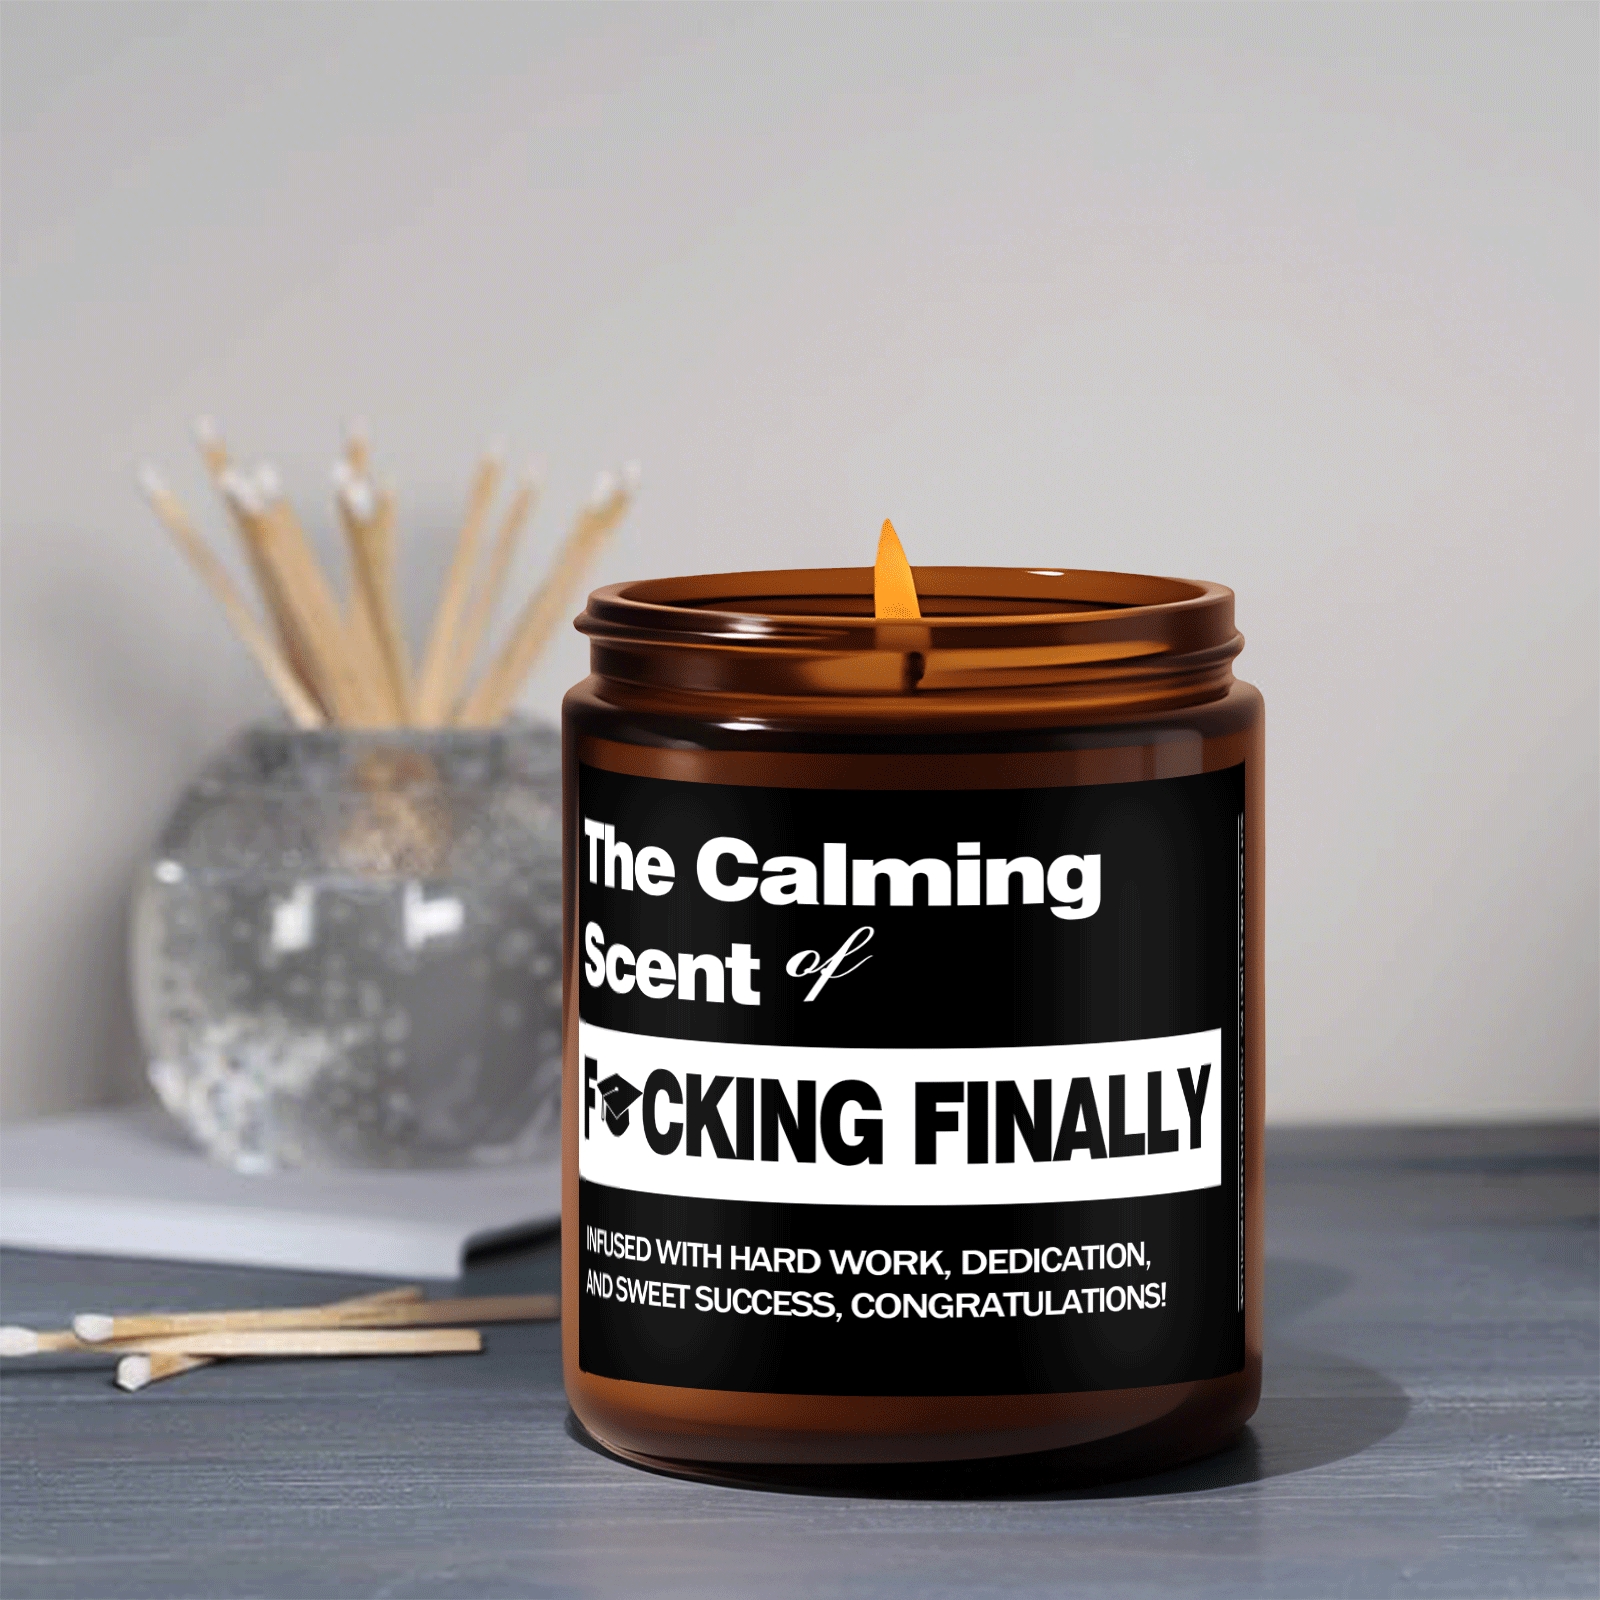 The Calming
Scent of
F🎓CKING FINALLY
INFUSED WITH HARD WORK, DEDICATION,
AND SWEET SUCCESS, CONGRATULATIONS!